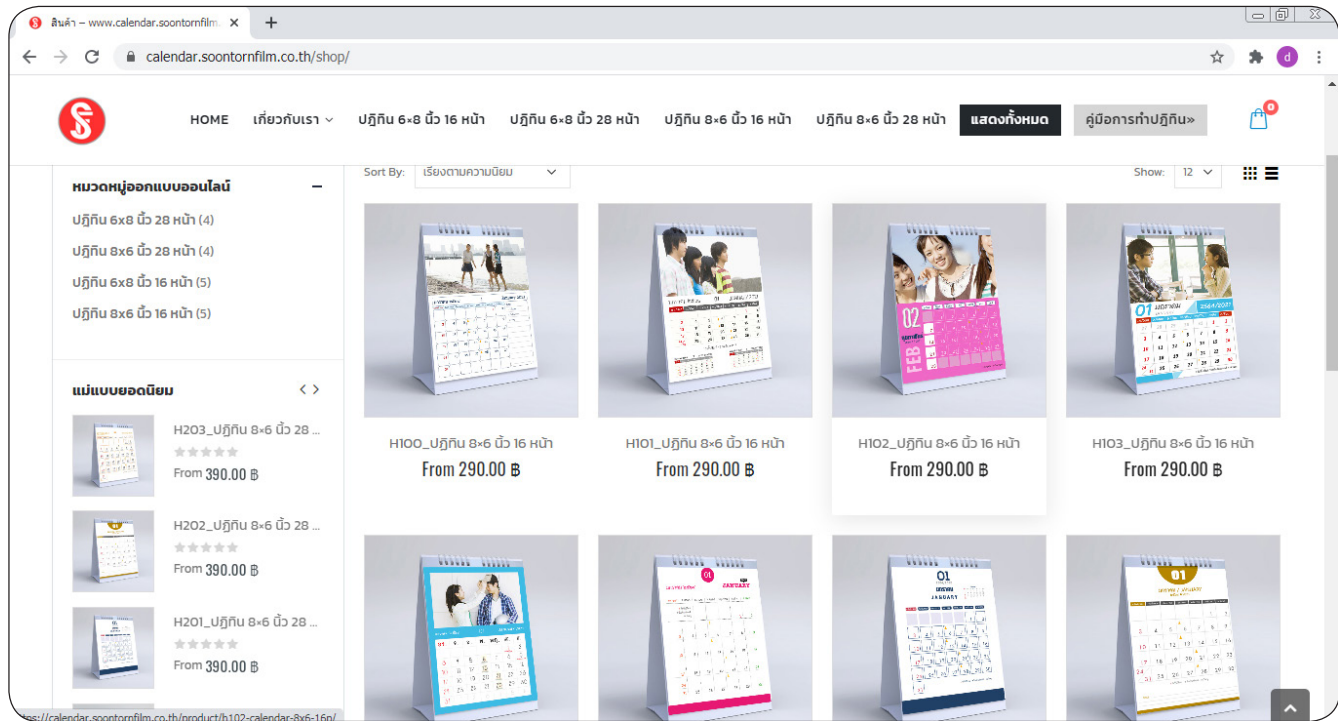 สินค้า – www.calendar.soontornfilm.
calendar.soontornfilm.co.th/shop/
d
HOME เกี่ยวกับเรา ปฏิทิน 6×8 นิ้ว 16 หน้า ปฏิทิน 6×8 นิ้ว 28 หน้า ปฏิทิน 8×6 นิ้ว 16 หน้า ปฏิทิน 8×6 นิ้ว 28 หน้า แสดงทั้งหมด คู่มือการทำปฏิทิน» 0
หมวดหมู่ออกแบบออนไลน์
ปฏิทิน 6x8 นิ้ว 28 หน้า (4)
ปฏิทิน 8x6 นิ้ว 28 หน้า (4)
ปฏิทิน 6x8 นิ้ว 16 หน้า (5)
ปฏิทิน 8x6 นิ้ว 16 หน้า (5)
แม่แบบยอดนิยม
H203_ปฏิทิน 8×6 นิ้ว 28 ...
From 390.00 ฿
H202_ปฏิทิน 8×6 นิ้ว 28 ...
From 390.00 ฿
H201_ปฏิทิน 8×6 นิ้ว 28 ...
From 390.00 ฿
Sort By: เรียงตามความนิยม Show: 12
02
FEB
01
H100_ปฏิทิน 8×6 นิ้ว 16 หน้า H101_ปฏิทิน 8×6 นิ้ว 16 หน้า H102_ปฏิทิน 8×6 นิ้ว 16 หน้า H103_ปฏิทิน 8×6 นิ้ว 16 หน้า
From 290.00 ฿ From 290.00 ฿ From 290.00 ฿ From 290.00 ฿
01 JANUARY
01 มกราคม JANUARY
01
tps://calendar.soontornfilm.co.th/product/h102-calendar-8x6-16p/